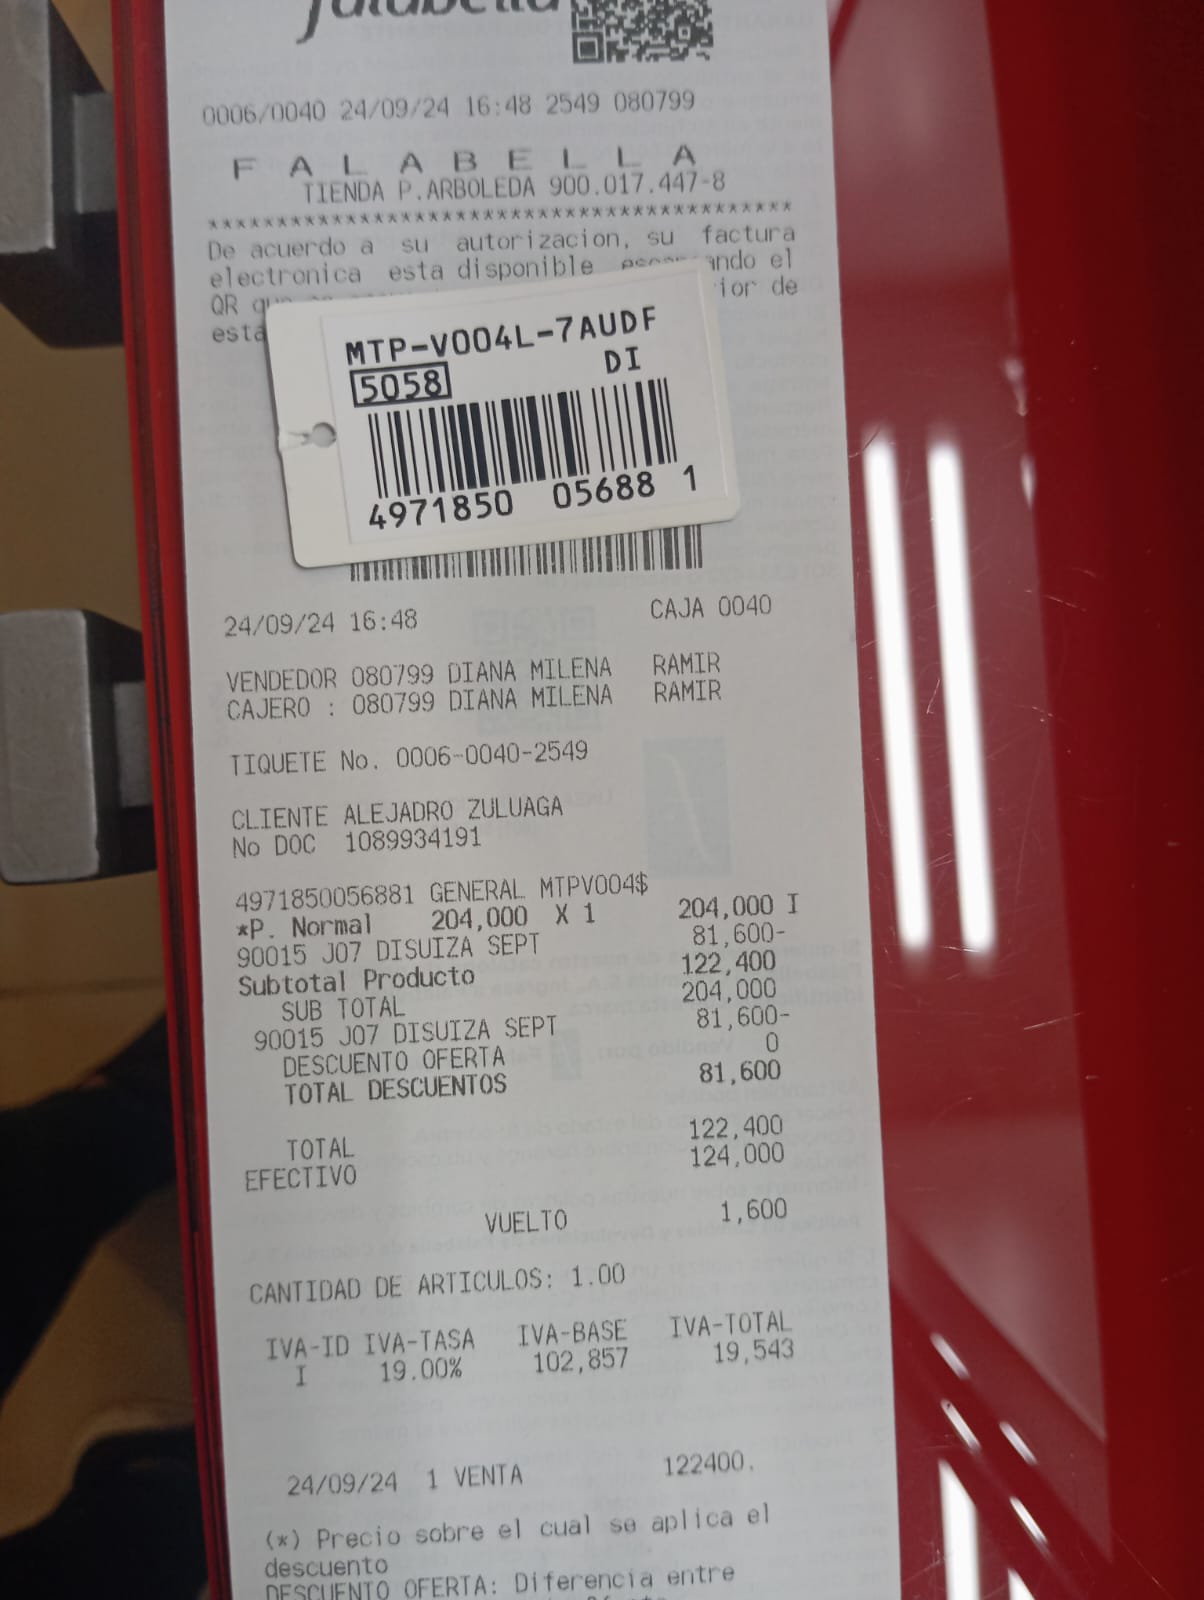 falabella
0006/0040 24/09/24 16:48 2549 080799
F A L A B E L L A
TIENDA P.ARBOLEDA 900.017.447-8
******************************************
De acuerdo a su autorizacion, su factura
electronica esta disponible ando el
QR ior de
esta
MTP-V004L-7AUDF
DI
5058
4971850 05688 1
24/09/24 16:48 CAJA 0040
VENDEDOR 080799 DIANA MILENA RAMIR
CAJERO : 080799 DIANA MILENA RAMIR
TIQUETE No. 0006-0040-2549
CLIENTE ALEJADRO ZULUAGA
No DOC 1089934191
4971850056881 GENERAL MTPV004$
*P. Normal 204,000 X 1 204,000 I
90015 J07 DISUIZA SEPT 81,600-
Subtotal Producto 122,400
SUB TOTAL 204,000
90015 J07 DISUIZA SEPT 81,600-
DESCUENTO OFERTA 0
TOTAL DESCUENTOS 81,600
TOTAL 122,400
EFECTIVO 124,000
VUELTO 1,600
CANTIDAD DE ARTICULOS: 1.00
IVA-ID IVA-TASA IVA-BASE IVA-TOTAL
I 19.00% 102,857 19,543
24/09/24 1 VENTA 122400.
(*) Precio sobre el cual se aplica el
descuento
DESCUENTO OFERTA: Diferencia entre